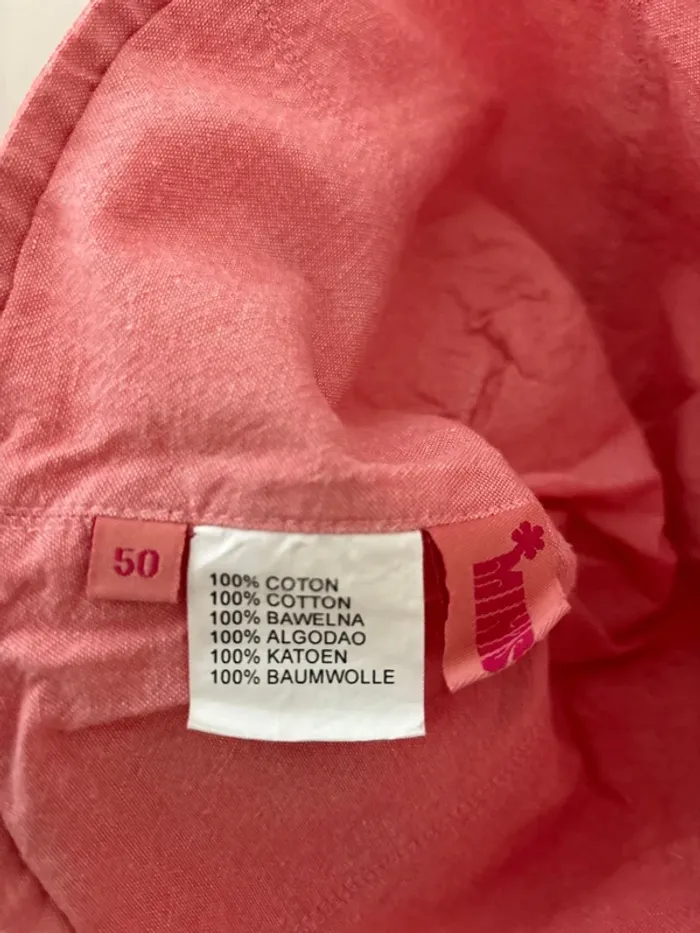 50
100% COTON
100% COTTON
100% BAWELNA
100% ALGODAO
100% KATOEN
100% BAUMWOLLE